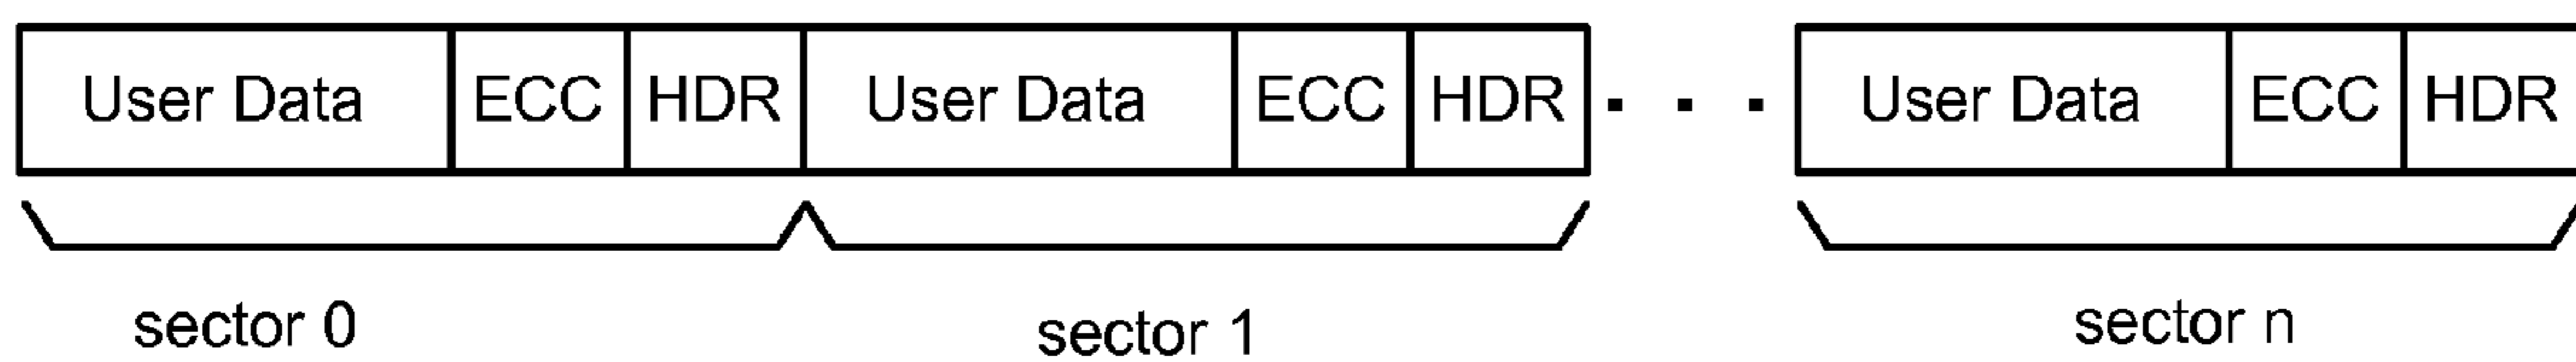 User Data ECC HDR User Data ECC HDR . . . User Data ECC HDR
sector 0 sector 1 sector n